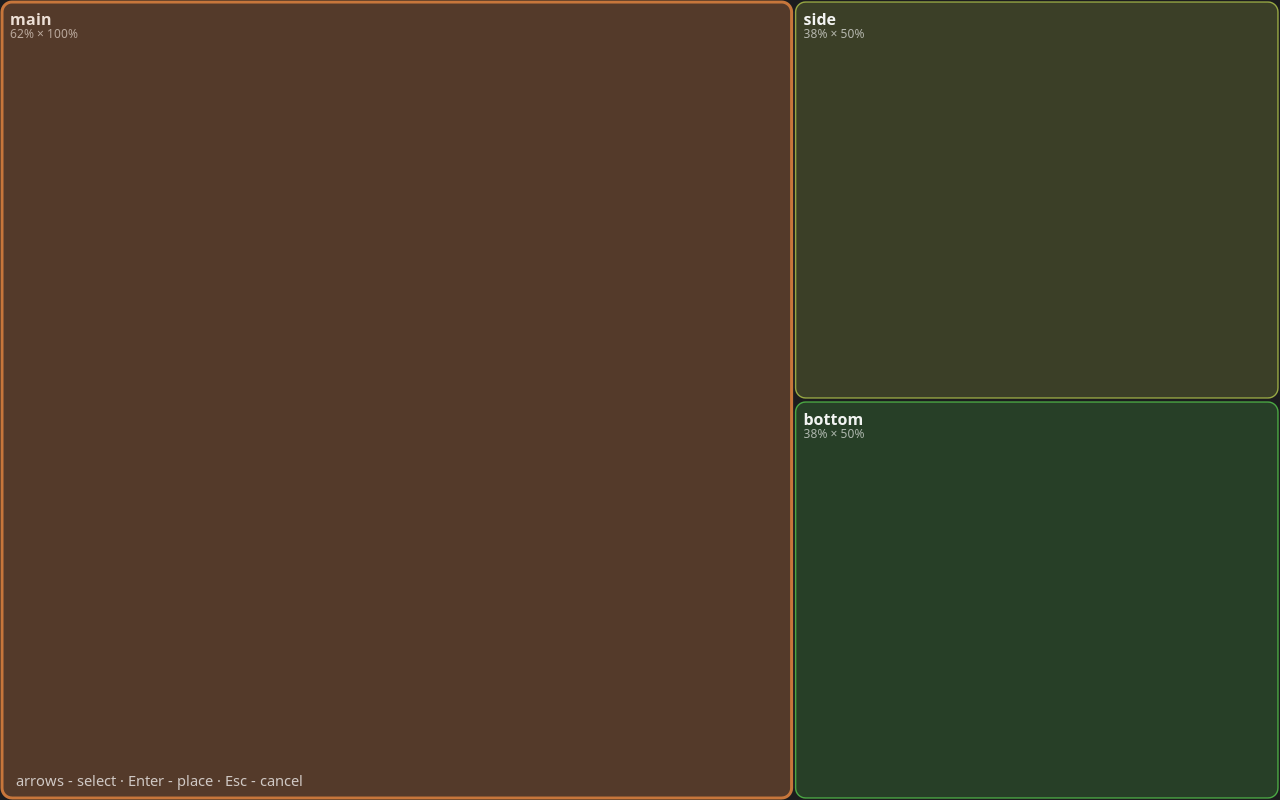 main
62% × 100%
side
38% × 50%
bottom
38% × 50%
arrows - select · Enter - place · Esc - cancel